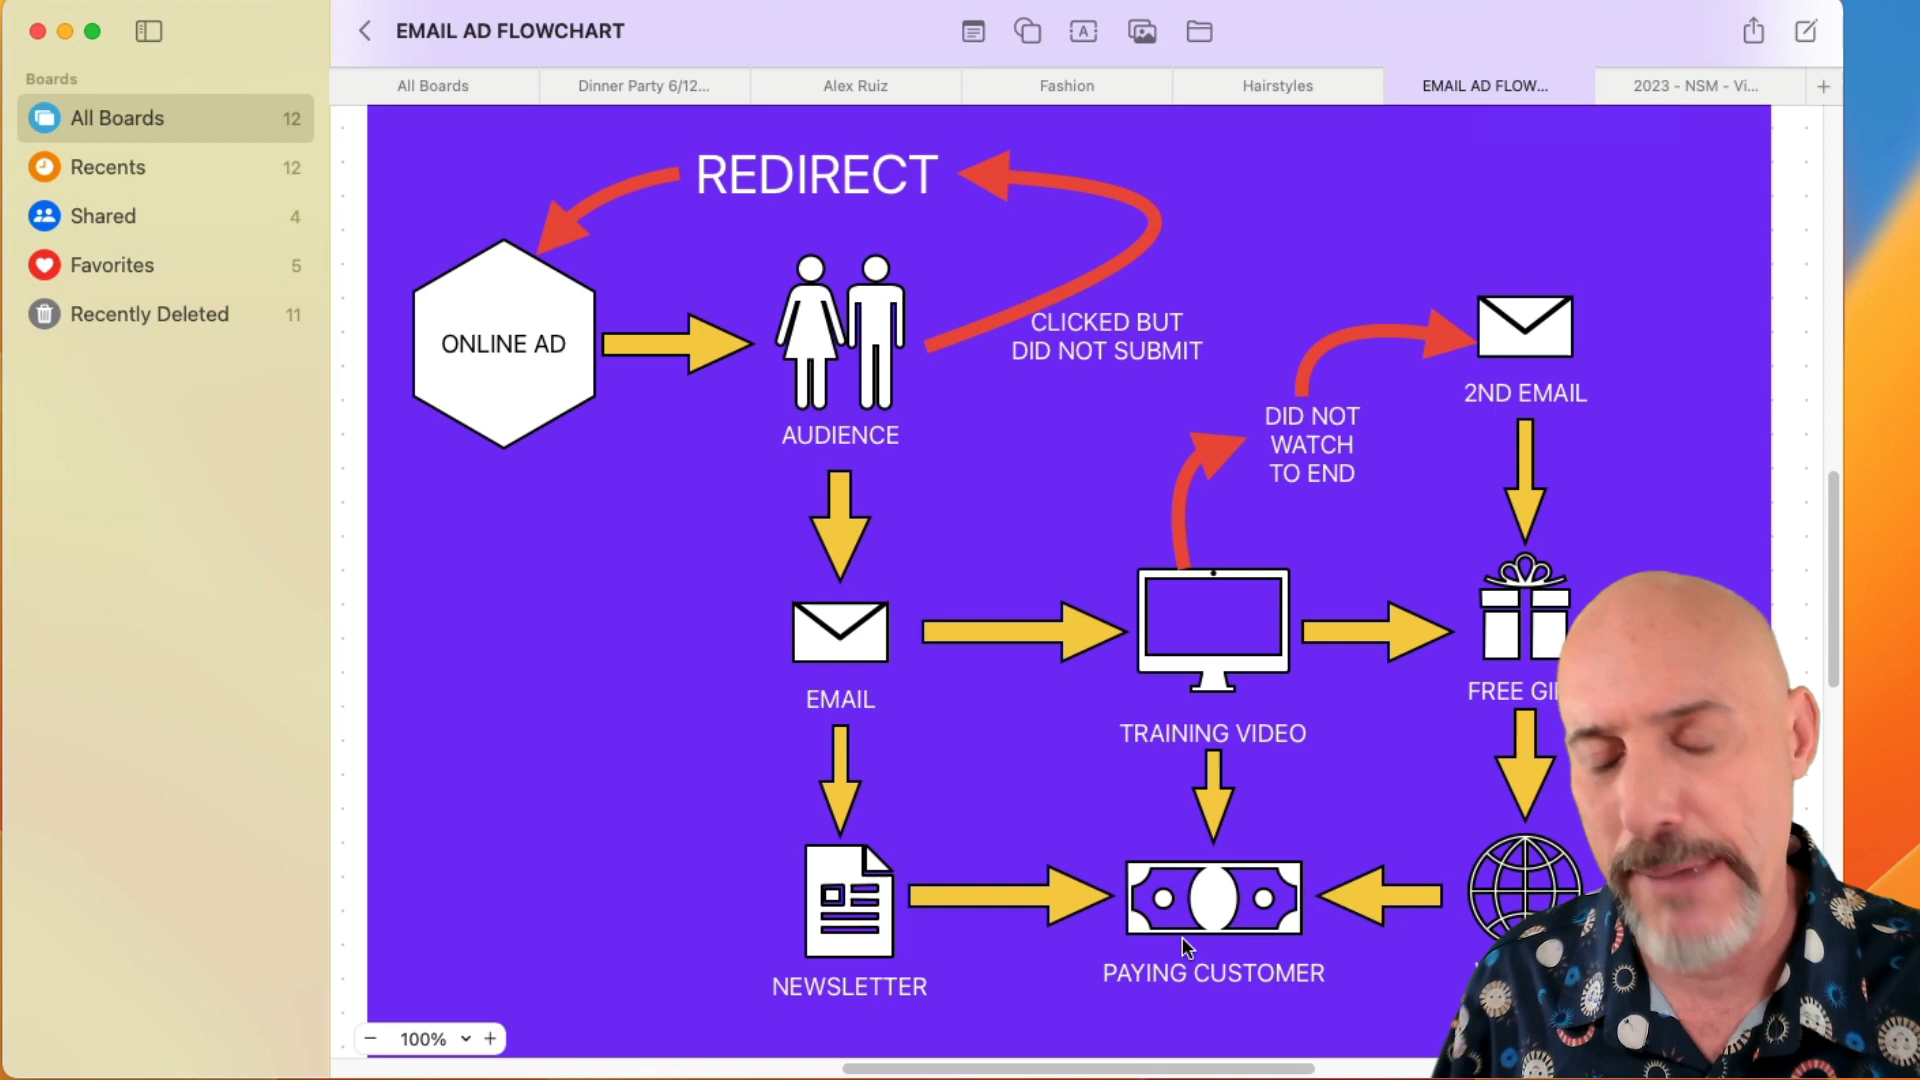 EMAIL AD FLOWCHART
All Boards
Dinner Party 6/12...
Alex Ruiz
Fashion
Hairstyles
EMAIL AD FLOW...
2023 - NSM - Vi...
Boards
All Boards 12
Recents 12
Shared 4
Favorites 5
Recently Deleted 11
REDIRECT
ONLINE AD
AUDIENCE
CLICKED BUT
DID NOT SUBMIT
2ND EMAIL
DID NOT
WATCH
TO END
EMAIL
TRAINING VIDEO
FREE
NEWSLETTER
PAYING CUSTOMER
100%